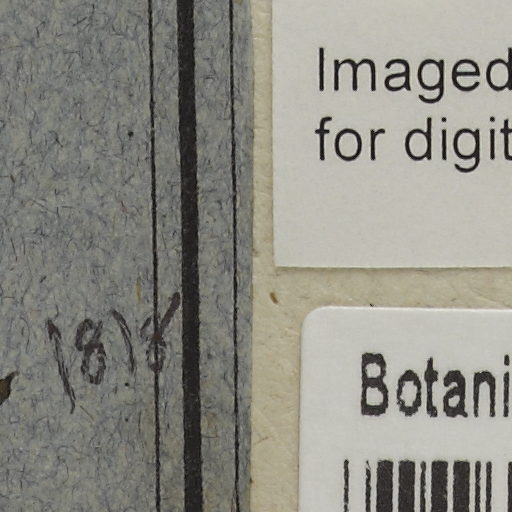 Imaged
for digit
1818
Botani